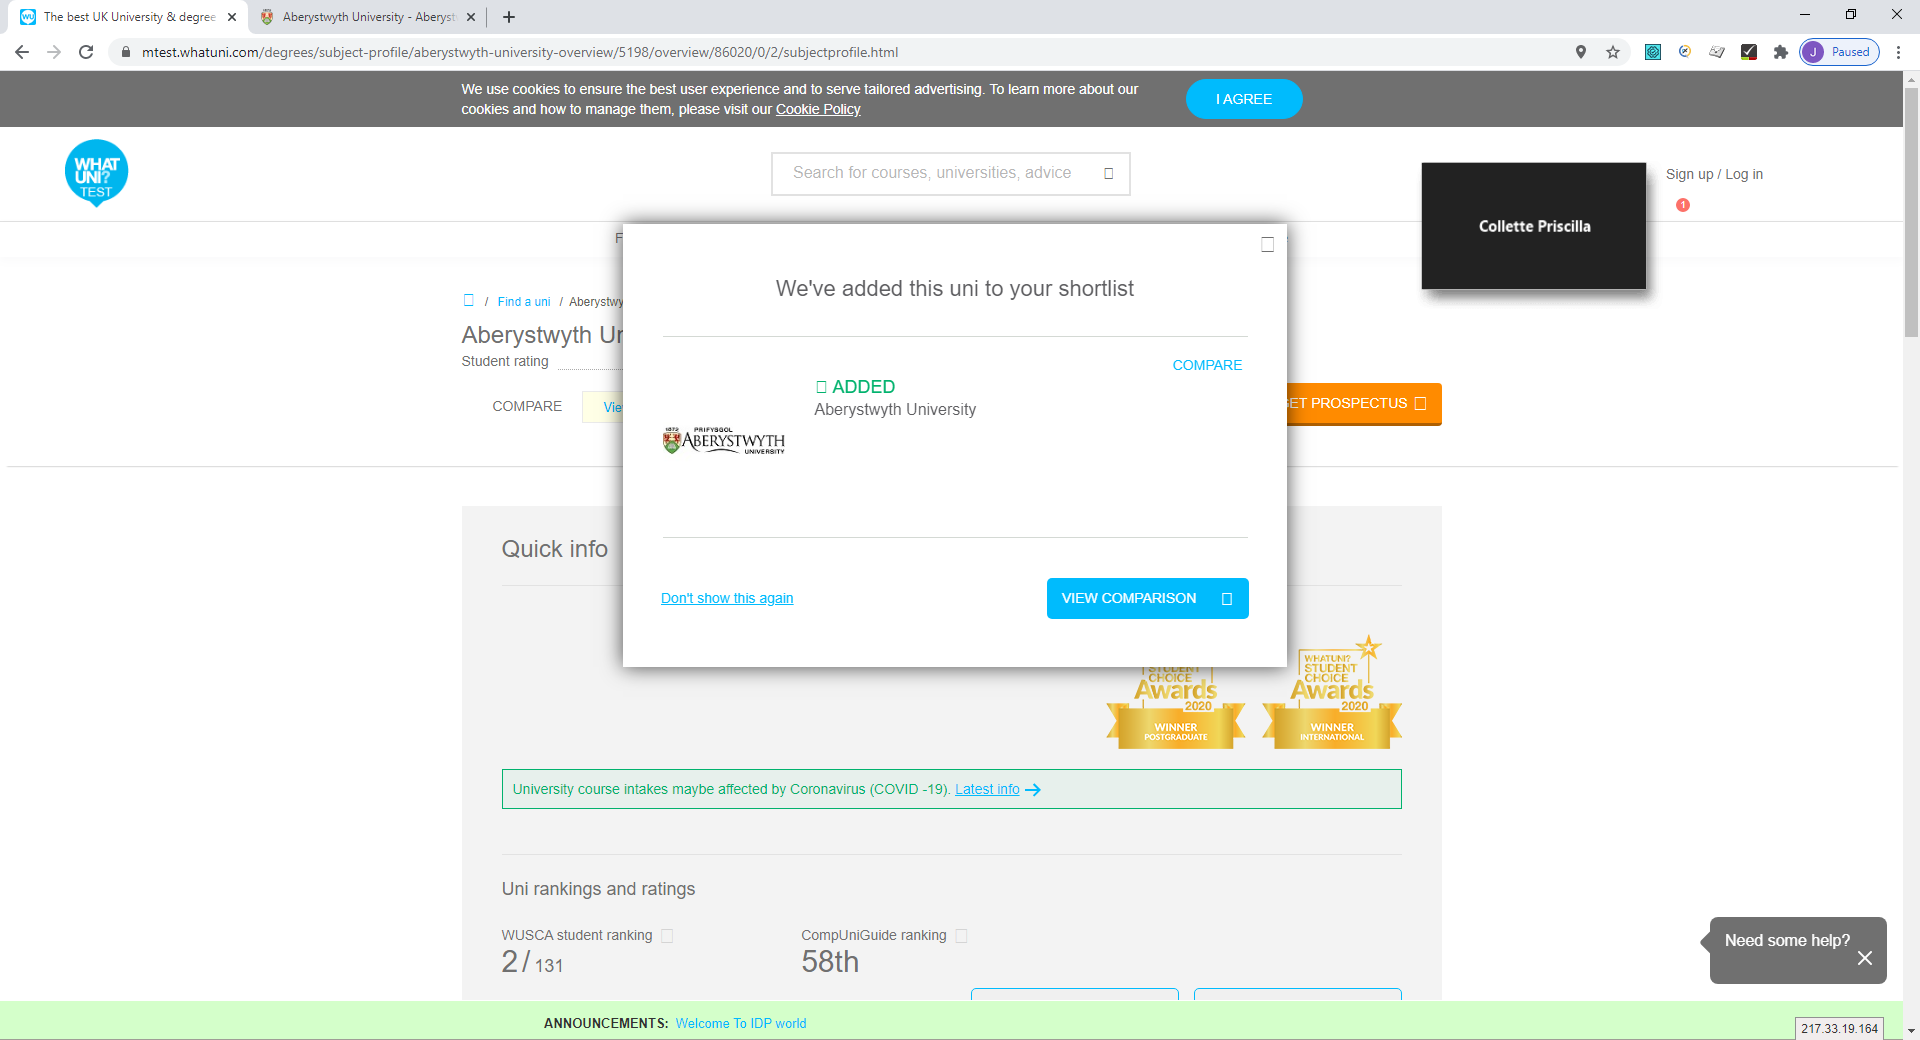 The best UK University & degree
Aberystwyth University - Aberyst
mtest.whatuni.com/degrees/subject-profile/aberystwyth-university-overview/5198/overview/86020/0/2/subjectprofile.html
J Paused
We use cookies to ensure the best user experience and to serve tailored advertising. To learn more about our
cookies and how to manage them, please visit our Cookie Policy
I AGREE
WHAT
UNI?
TEST
Search for courses, universities, advice
Sign up / Log in
1
Collette Priscilla
F
We've added this uni to your shortlist
/ Find a uni / Aberystwy
Aberystwyth Un
Student rating
COMPARE
Vie
COMPARE
ADDED
Aberystwyth University
1872 PRIFYSGOL
ABERYSTWYTH
UNIVERSITY
GET PROSPECTUS
Quick info
Don't show this again
VIEW COMPARISON
STUDENT
CHOICE
Awards
2020
WINNER
POSTGRADUATE
WHATUNI?
STUDENT
CHOICE
Awards
2020
WINNER
INTERNATIONAL
University course intakes maybe affected by Coronavirus (COVID -19). Latest info
Uni rankings and ratings
WUSCA student ranking
2 / 131
CompUniGuide ranking
58th
Need some help?
ANNOUNCEMENTS: Welcome To IDP world
217.33.19.164